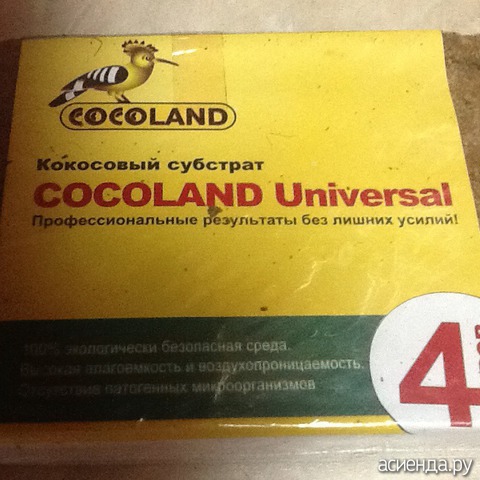 COCOLAND
Кокосовый субстрат
COCOLAND Universal
Профессиональные результаты без лишних усилий!
100% экологически безопасная среда.
Высокая влагоемкость и воздухопроницаемость.
Отсутствие патогенных микроорганизмов
4
асиенда.ру